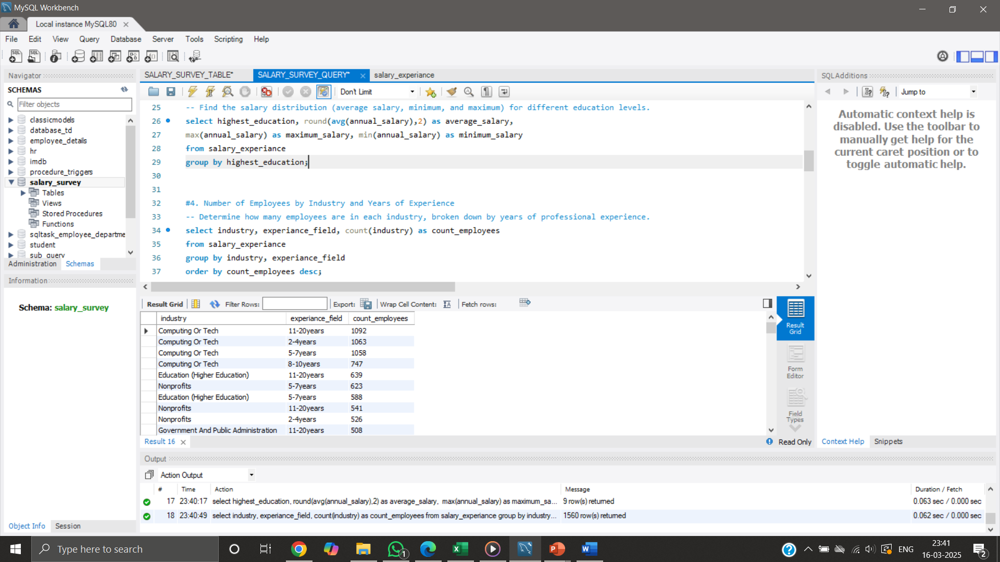 MySQL Workbench
Local instance MySQL80
File Edit View Query Database Server Tools Scripting Help
Navigator
SCHEMAS
Filter objects
classicmodels
database_td
employee_details
hr
imdb
procedure_triggers
salary_survey
Tables
Views
Stored Procedures
Functions
sqltask_employee_departme
student
sub_query
Administration Schemas
Information
Schema: salary_survey
Object Info Session
SALARY_SURVEY_TABLE* SALARY_SURVEY_QUERY* salary_experiance
Don't Limit
25 -- Find the salary distribution (average salary, minimum, and maximum) for different education levels.
26 select highest_education, round(avg(annual_salary),2) as average_salary,
27 max(annual_salary) as maximum_salary, min(annual_salary) as minimum_salary
28 from salary_experiance
29 group by highest_education;
30
31
32 #4. Number of Employees by Industry and Years of Experience
33 -- Determine how many employees are in each industry, broken down by years of professional experience.
34 select industry, experiance_field, count(industry) as count_employees
35 from salary_experiance
36 group by industry, experiance_field
37 order by count_employees desc;
Result Grid Filter Rows: Export: Wrap Cell Content: Fetch rows:
industry experiance_field count_employees
Computing Or Tech 11-20years 1092
Computing Or Tech 2-4years 1063
Computing Or Tech 5-7years 1058
Computing Or Tech 8-10years 747
Education (Higher Education) 11-20years 639
Nonprofits 5-7years 623
Education (Higher Education) 5-7years 588
Nonprofits 11-20years 541
Nonprofits 2-4years 526
Government And Public Administration 11-20years 508
Result Grid
Form Editor
Field Types
Result 16
Read Only
SQLAdditions
Jump to
Automatic context help is
disabled. Use the toolbar to
manually get help for the
current caret position or to
toggle automatic help.
Context Help Snippets
Output
Action Output
# Time Action Message Duration / Fetch
17 23:40:17 select highest_education, round(avg(annual_salary),2) as average_salary, max(annual_salary) as maximum_sa... 9 row(s) returned 0.063 sec / 0.000 sec
18 23:40:49 select industry, experiance_field, count(industry) as count_employees from salary_experiance group by industry... 1560 row(s) returned 0.062 sec / 0.000 sec
Type here to search
1
ENG
23:41
16-03-2025
2